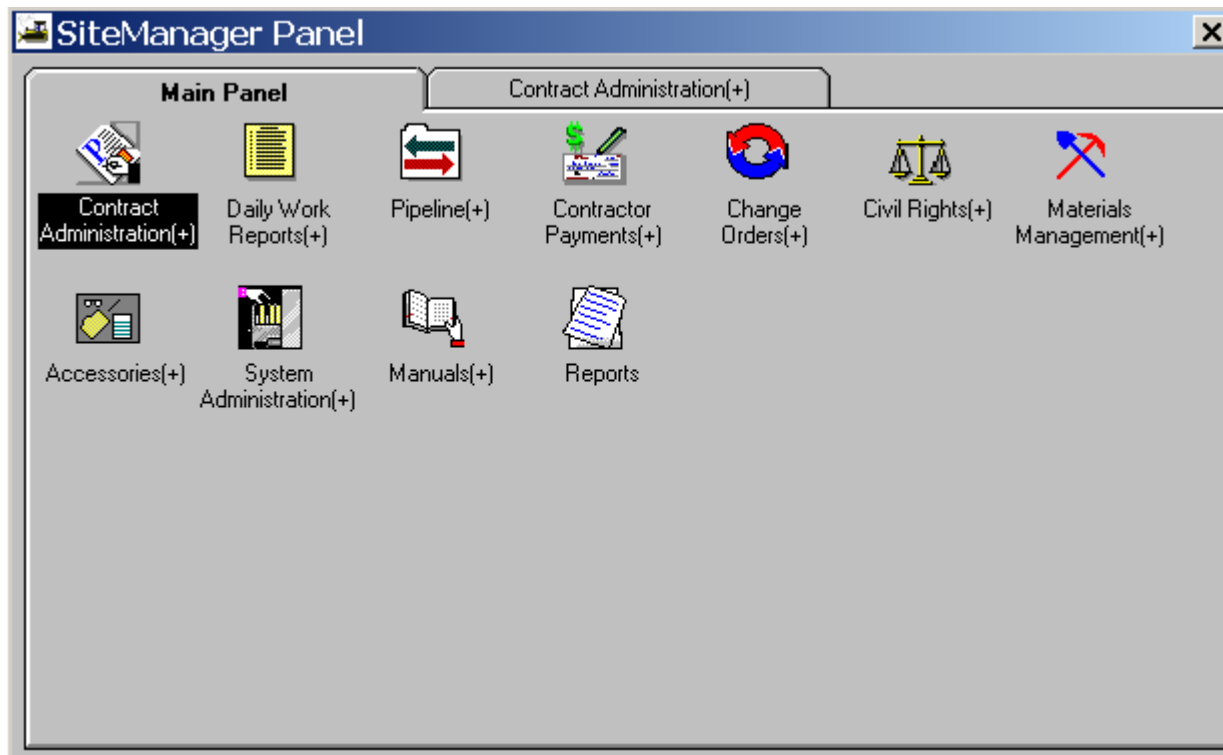 SiteManager Panel
Main Panel
Contract Administration(+)
Contract
Administration(+)
Daily Work
Reports(+)
Pipeline(+)
Contractor
Payments(+)
Change
Orders(+)
Civil Rights(+)
Materials
Management(+)
Accessories(+)
System
Administration(+)
Manuals(+)
Reports